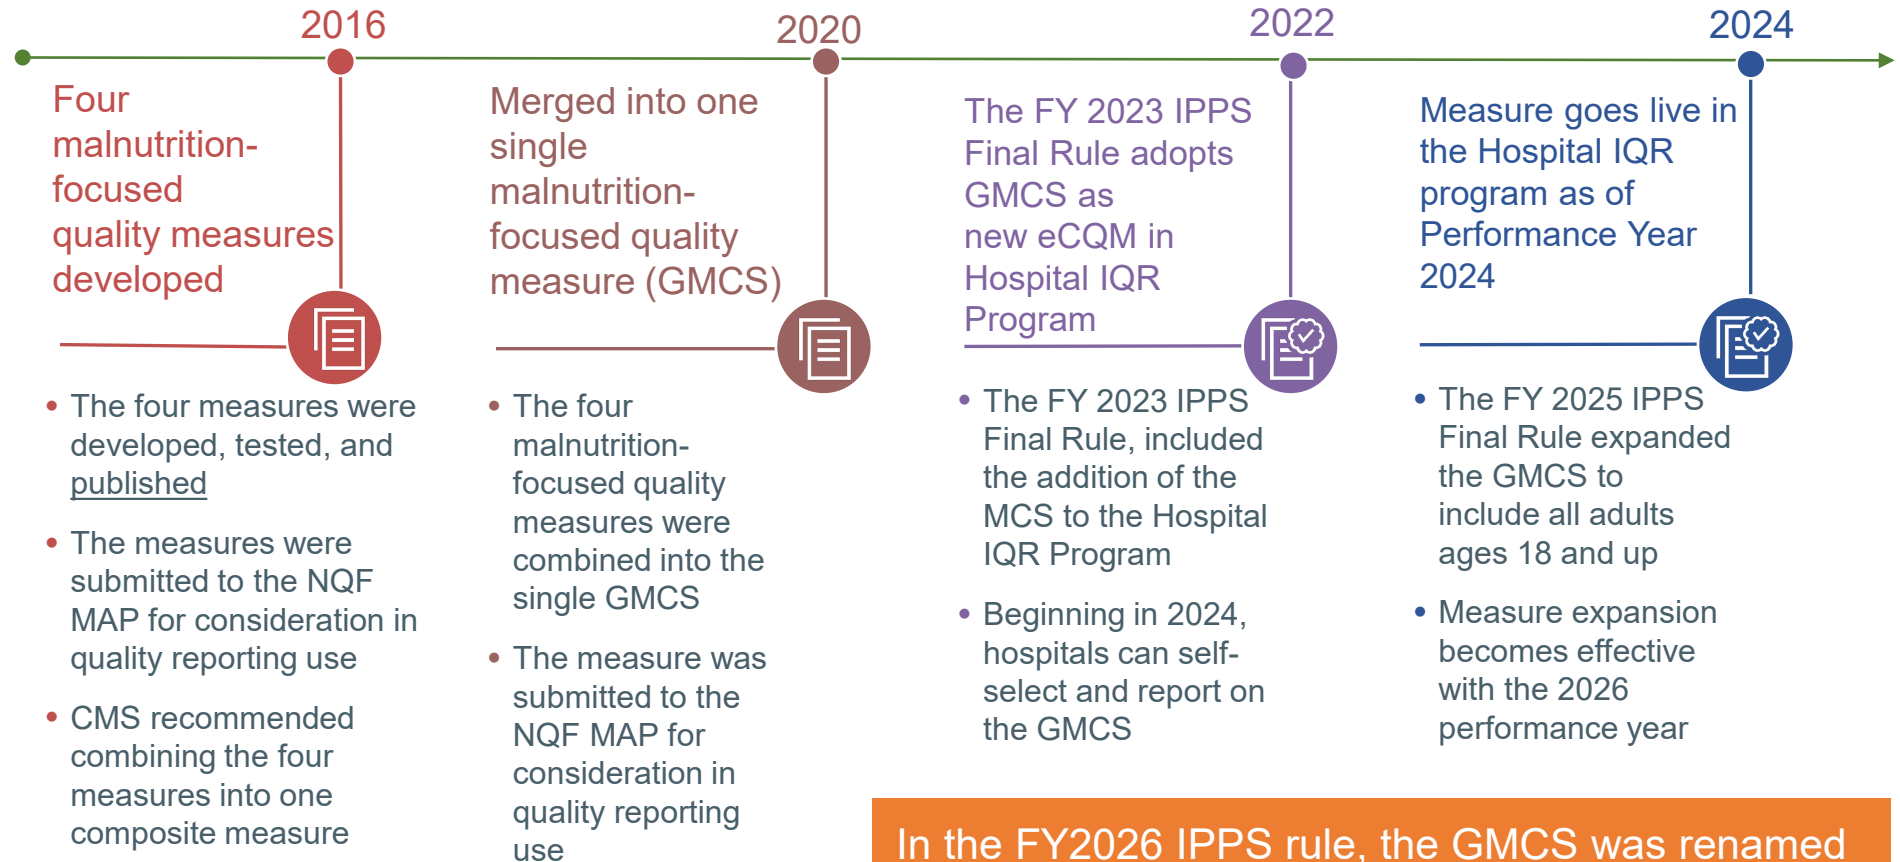 2016
Four
malnutrition-
focused
quality measures
developed
• The four measures were
developed, tested, and
published
• The measures were
submitted to the NQF
MAP for consideration in
quality reporting use
• CMS recommended
combining the four
measures into one
composite measure
2020
Merged into one
single
malnutrition-
focused quality
measure (GMCS)
• The four
malnutrition-
focused quality
measures were
combined into the
single GMCS
• The measure was
submitted to the
NQF MAP for
consideration in
quality reporting
use
2022
The FY 2023 IPPS
Final Rule adopts
GMCS as
new eCQM in
Hospital IQR
Program
• The FY 2023 IPPS
Final Rule, included
the addition of the
MCS to the Hospital
IQR Program
• Beginning in 2024,
hospitals can self-
select and report on
the GMCS
2024
Measure goes live in
the Hospital IQR
program as of
Performance Year
2024
• The FY 2025 IPPS
Final Rule expanded
the GMCS to
include all adults
ages 18 and up
• Measure expansion
becomes effective
with the 2026
performance year
In the FY2026 IPPS rule, the GMCS was renamed